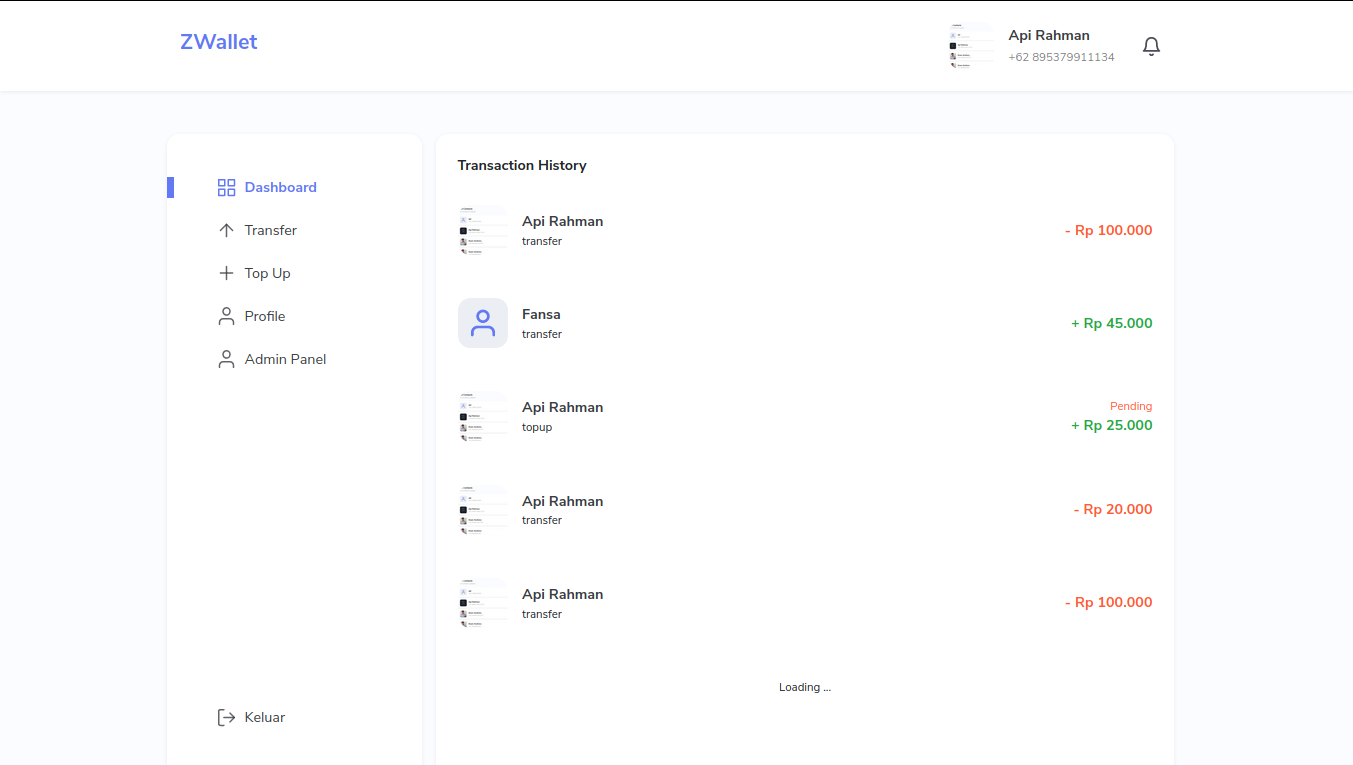 ZWallet
Api Rahman
+62 895379911134
Dashboard
Transfer
Top Up
Profile
Admin Panel
Keluar
Transaction History
Api Rahman
transfer
- Rp 100.000
Fansa
transfer
+ Rp 45.000
Api Rahman
topup
Pending
+ Rp 25.000
Api Rahman
transfer
- Rp 20.000
Api Rahman
transfer
- Rp 100.000
Loading ...